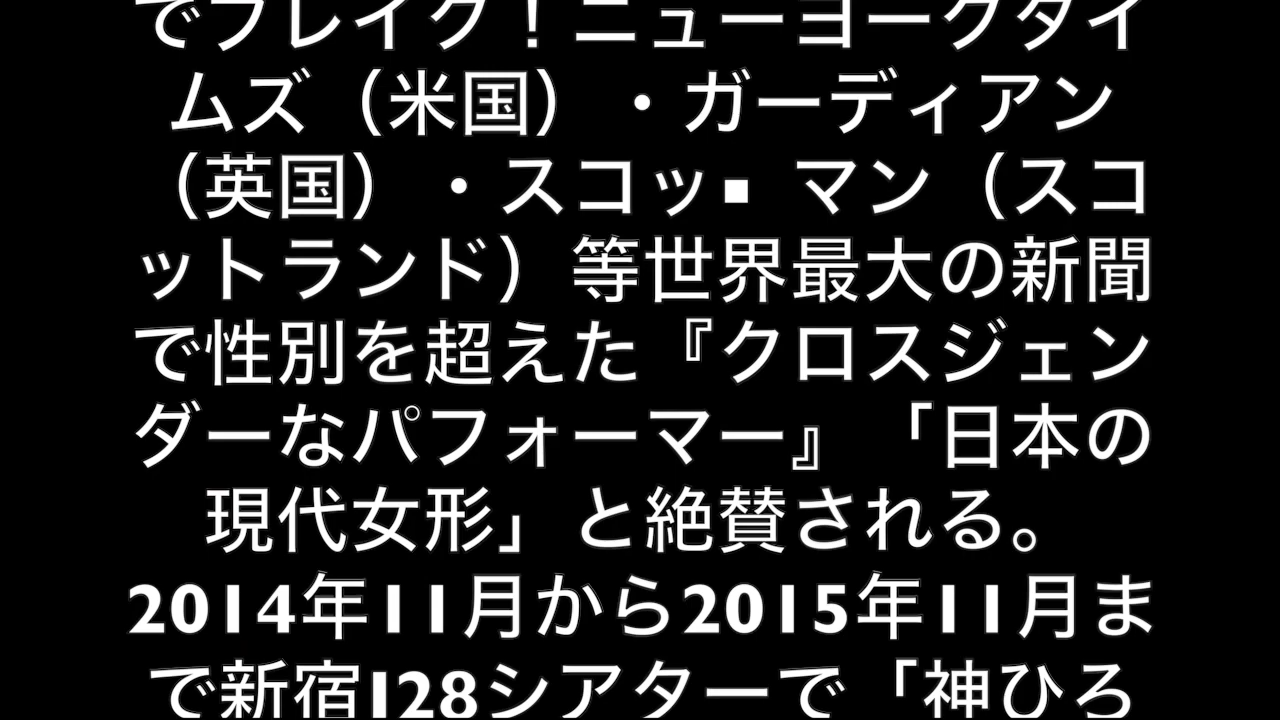 でブレイク！ニューヨークタイ
ムズ（米国）・ガーディアン
（英国）・スコッ■ マン（スコ
ットランド）等世界最大の新聞
で性別を超えた『クロスジェン
ダーなパフォーマー』「日本の
現代女形」と絶賛される。
2014年11月から2015年11月ま
で新宿128シアターで「神ひろ